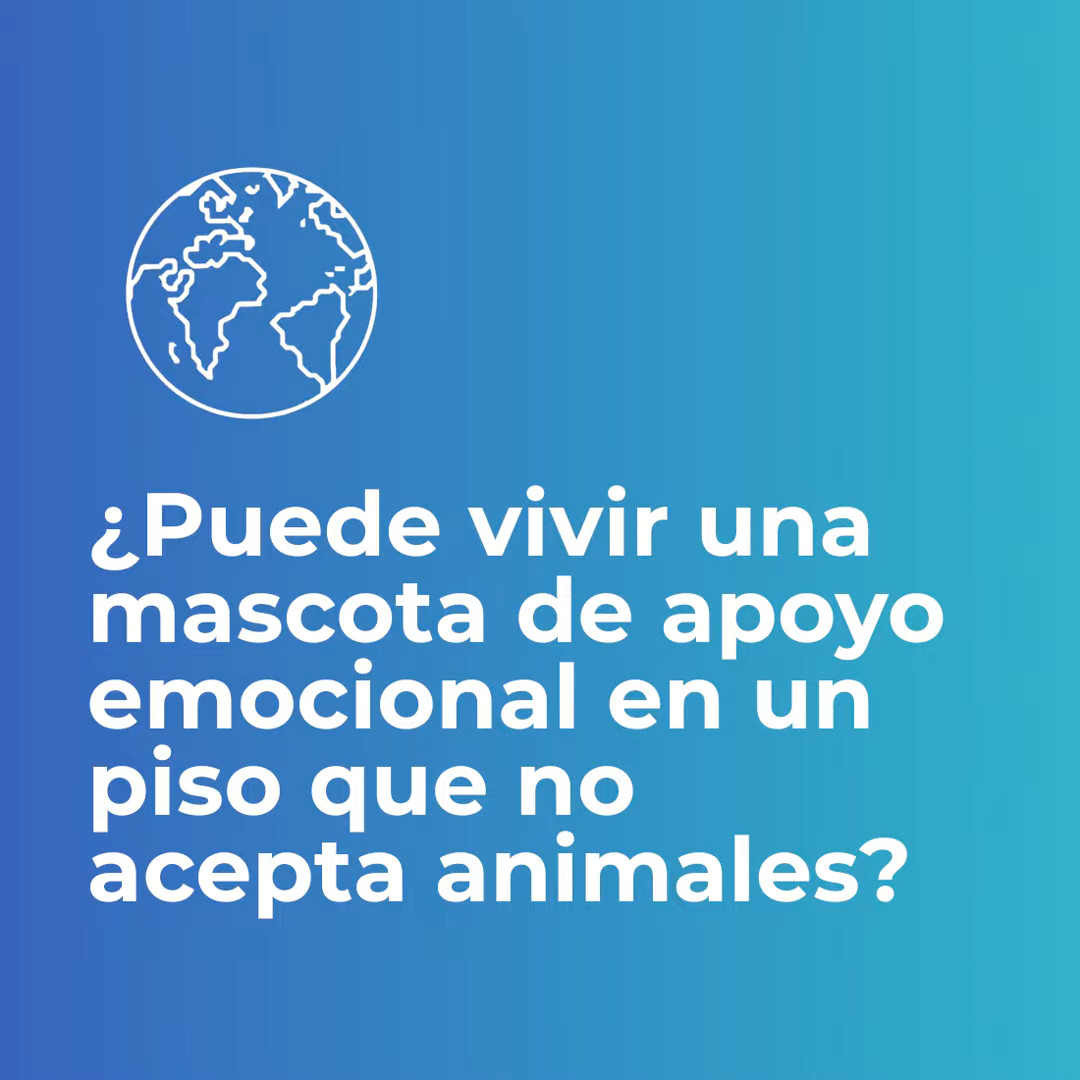 ¿Puede vivir una
mascota de apoyo
emocional en un
piso que no
acepta animales?